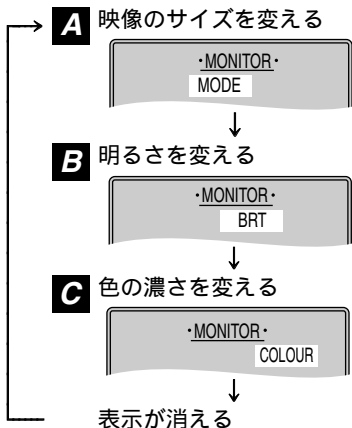 A 映像のサイズを変える
・MONITOR・
MODE
B 明るさを変える
・MONITOR・
BRT
C 色の濃さを変える
・MONITOR・
COLOUR
表示が消える